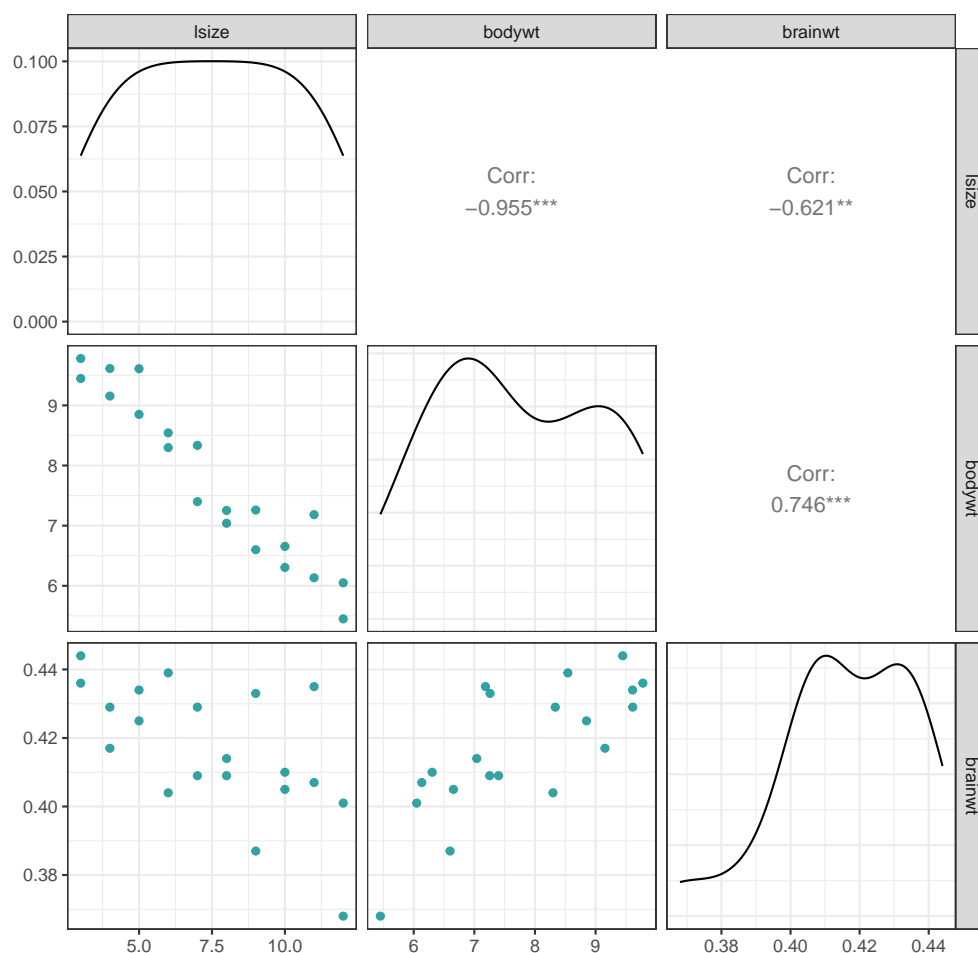 lsize
bodywt
brainwt
0.100
0.075
0.050
0.025
0.000
Corr:
−0.955***
Corr:
−0.621**
lsize
9
8
7
6
Corr:
0.746***
bodywt
0.44
0.42
0.40
0.38
brainwt
5.0 7.5 10.0
6 7 8 9
0.38 0.40 0.42 0.44